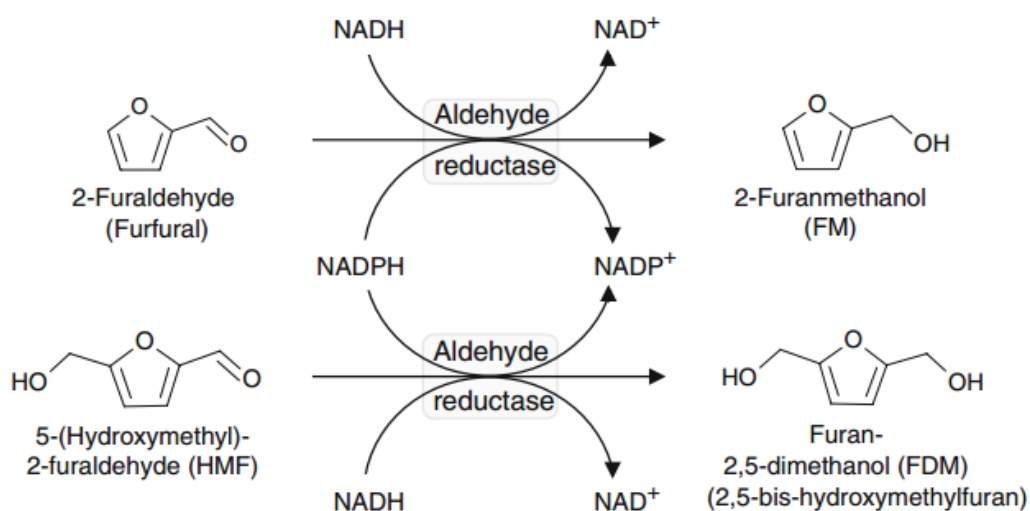 NADH
NAD+
O
O
Aldehyde
reductase
O
OH
2-Furaldehyde
(Furfural)
2-Furanmethanol
(FM)
NADPH
NADP+
HO
O
O
Aldehyde
reductase
HO
O
OH
5-(Hydroxymethyl)-
2-furaldehyde (HMF)
Furan-
2,5-dimethanol (FDM)
(2,5-bis-hydroxymethylfuran)
NADH
NAD+